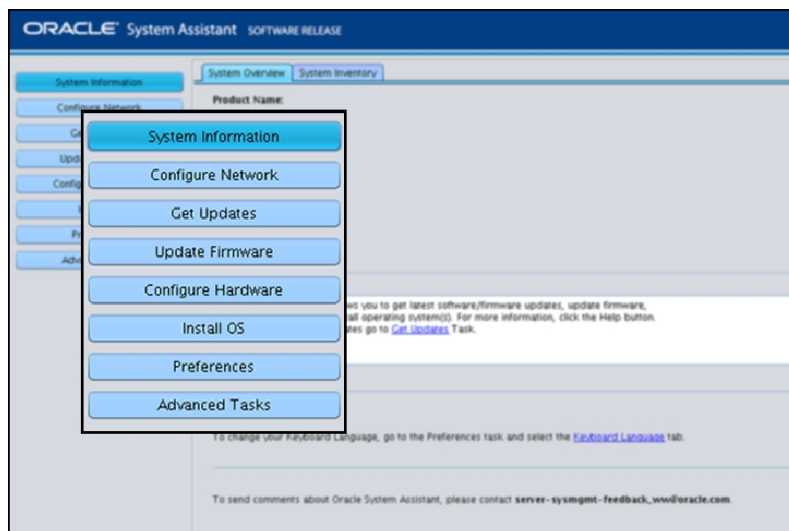 ORACLE System Assistant SOFTWARE RELEASE
System Overview System Inventory
System Information
Configure Network
Product Name:
System Information
Configure Network
Get Updates
Update Firmware
Configure Hardware
Install OS
Preferences
Advanced Tasks
ws you to get latest software/firmware updates, update firmware,
all operating system(s). For more information, click the Help button.
ates go to Get Updates Task.
To change your Keyboard Language, go to the Preferences task and select the Keyboard Language tab.
To send comments about Oracle System Assistant, please contact server-sysmgmt-feedback_ww@oracle.com.